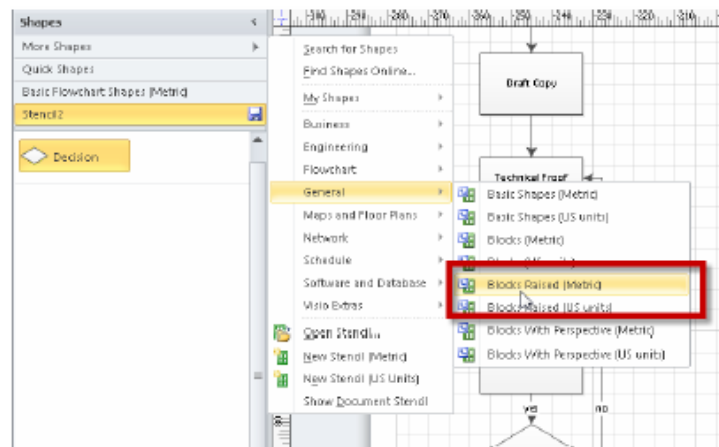 Shapes
More Shapes
Quick Shapes
Basic Flowchart Shapes (Metric)
Stencil2
Decision
Search for Shapes
Find Shapes Online...
My Shapes
Business
Engineering
Flowchart
General
Maps and Floor Plans
Network
Schedule
Software and Database
Visio Extras
Open Stencil...
New Stencil (Metric)
New Stencil (US Units)
Show Document Stencil
Basic Shapes (Metric)
Basic Shapes (US units)
Blocks (Metric)
Blocks (US units)
Blocks Raised (Metric)
Blocks Raised (US units)
Blocks With Perspective (Metric)
Blocks With Perspective (US units)
Draft Copy
Technical Proof
yes
no